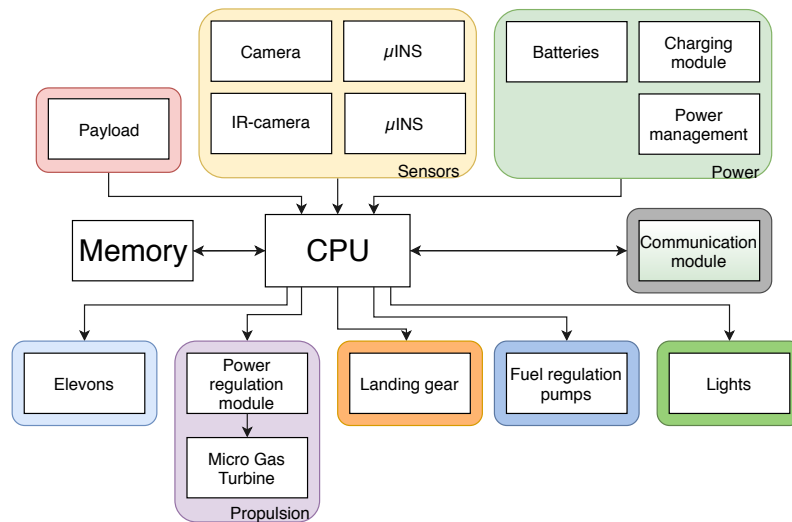 Camera
µINS
Batteries
Charging
module
Payload
IR-camera
µINS
Power
management
Sensors
Power
Memory
CPU
Communication
module
Elevons
Power
regulation
module
Landing gear
Fuel regulation
pumps
Lights
Micro Gas
Turbine
Propulsion